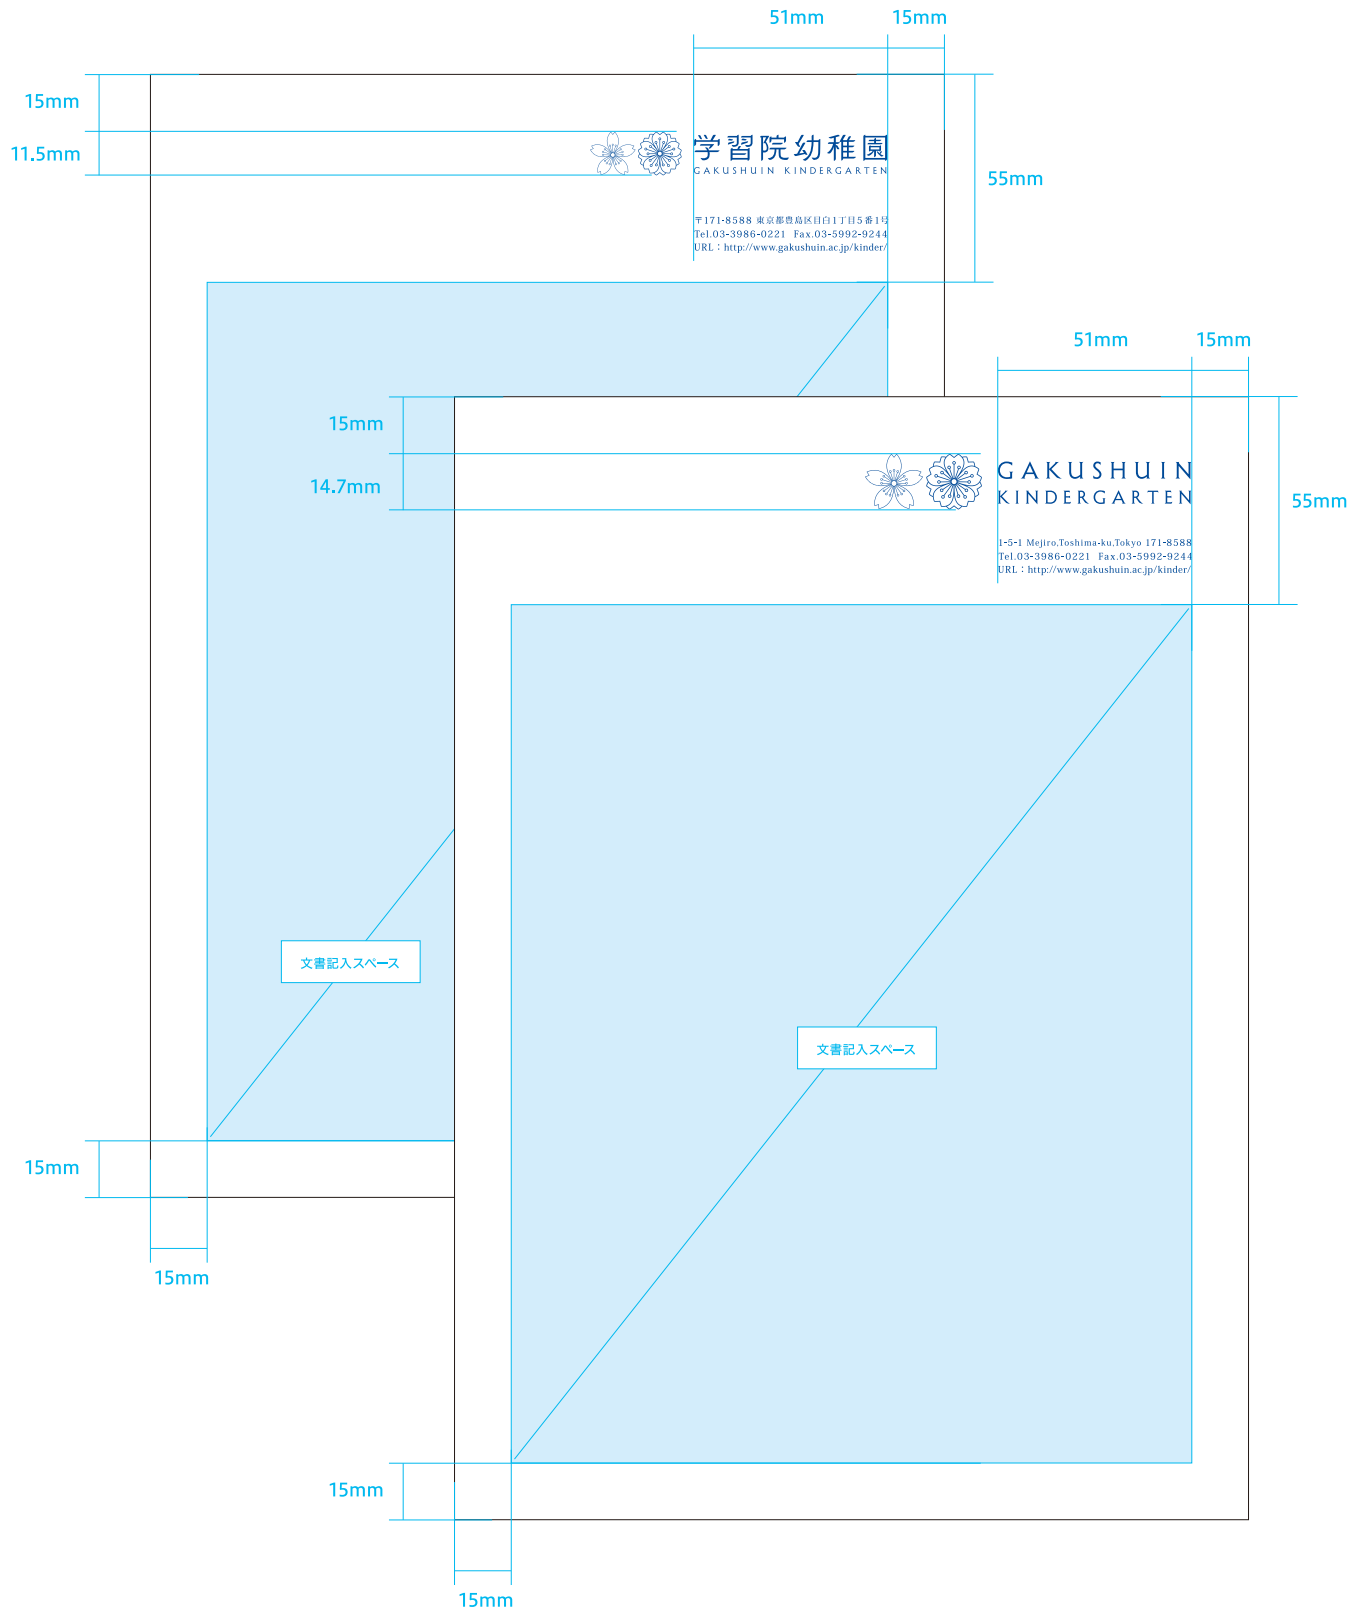 51mm
15mm
15mm
11.5mm
学習院幼稚園
GAKUSHUIN KINDERGARTEN
55mm
〒171-8588 東京都豊島区目白1丁目5番1号
Tel.03-3986-0221 Fax.03-5992-9244
URL：http://www.gakushuin.ac.jp/kinder/
51mm
15mm
15mm
14.7mm
GAKUSHUIN
KINDERGARTEN
55mm
1-5-1 Mejiro,Toshima-ku,Tokyo 171-8588
Tel.03-3986-0221 Fax.03-5992-9244
URL：http://www.gakushuin.ac.jp/kinder/
文書記入スペース
文書記入スペース
15mm
15mm
15mm
15mm